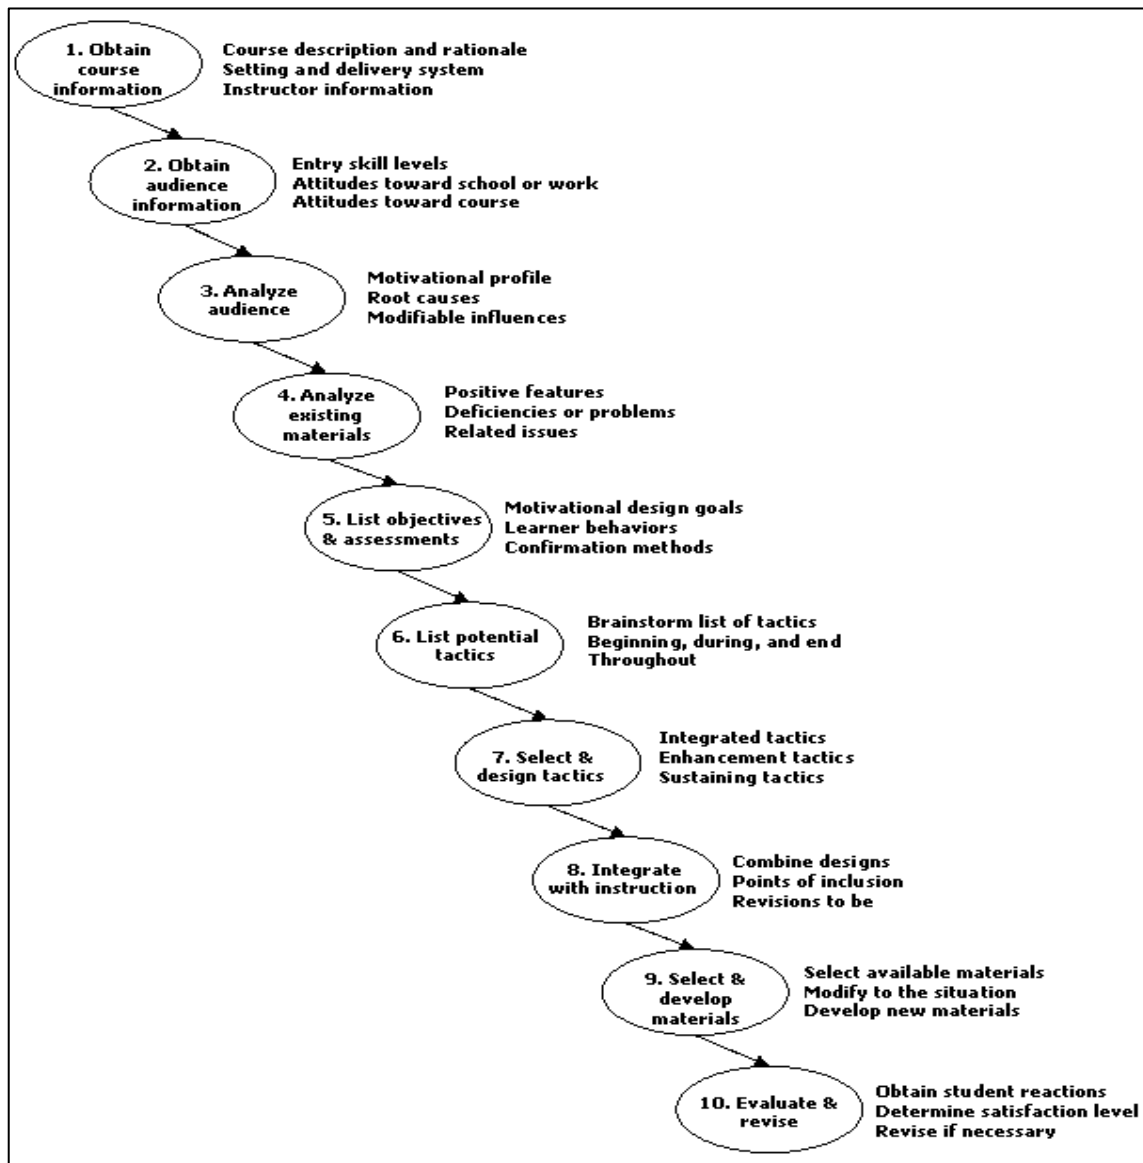 1. Obtain
course
information
Course description and rationale
Setting and delivery system
Instructor information
2. Obtain
audience
information
Entry skill levels
Attitudes toward school or work
Attitudes toward course
3. Analyze
audience
Motivational profile
Root causes
Modifiable influences
4. Analyze
existing
materials
Positive features
Deficiencies or problems
Related issues
5. List objectives
& assessments
Motivational design goals
Learner behaviors
Confirmation methods
6. List potential
tactics
Brainstorm list of tactics
Beginning, during, and end
Throughout
7. Select &
design tactics
Integrated tactics
Enhancement tactics
Sustaining tactics
8. Integrate
with instruction
Combine designs
Points of inclusion
Revisions to be
9. Select &
develop
materials
Select available materials
Modify to the situation
Develop new materials
10. Evaluate &
revise
Obtain student reactions
Determine satisfaction level
Revise if necessary